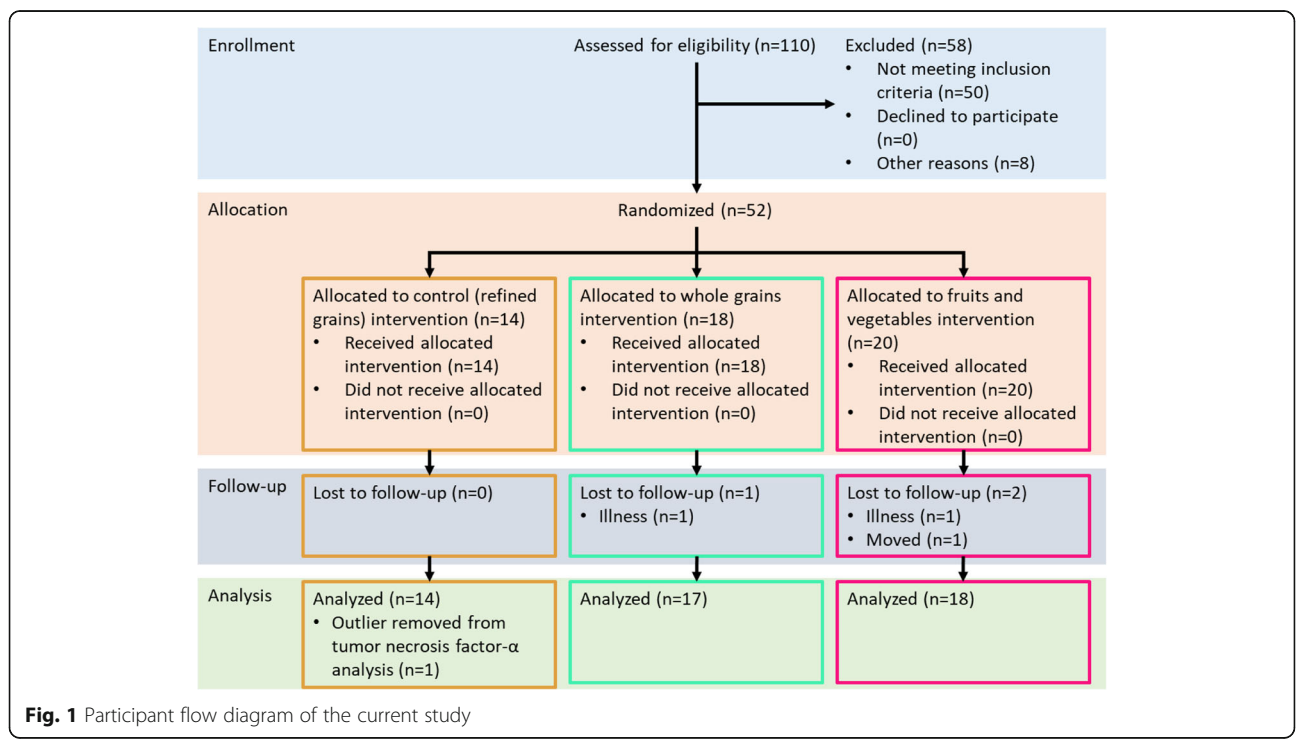 Enrollment
Assessed for eligibility (n=110)
Excluded (n=58)
• Not meeting inclusion
criteria (n=50)
• Declined to participate
(n=0)
• Other reasons (n=8)
Allocation
Randomized (n=52)
Allocated to control (refined
grains) intervention (n=14)
• Received allocated
intervention (n=14)
• Did not receive allocated
intervention (n=0)
Allocated to whole grains
intervention (n=18)
• Received allocated
intervention (n=18)
• Did not receive allocated
intervention (n=0)
Allocated to fruits and
vegetables intervention
(n=20)
• Received allocated
intervention (n=20)
• Did not receive allocated
intervention (n=0)
Follow-up
Lost to follow-up (n=0)
Lost to follow-up (n=1)
• Illness (n=1)
Lost to follow-up (n=2)
• Illness (n=1)
• Moved (n=1)
Analysis
Analyzed (n=14)
• Outlier removed from
tumor necrosis factor-α
analysis (n=1)
Analyzed (n=17)
Analyzed (n=18)
Fig. 1 Participant flow diagram of the current study